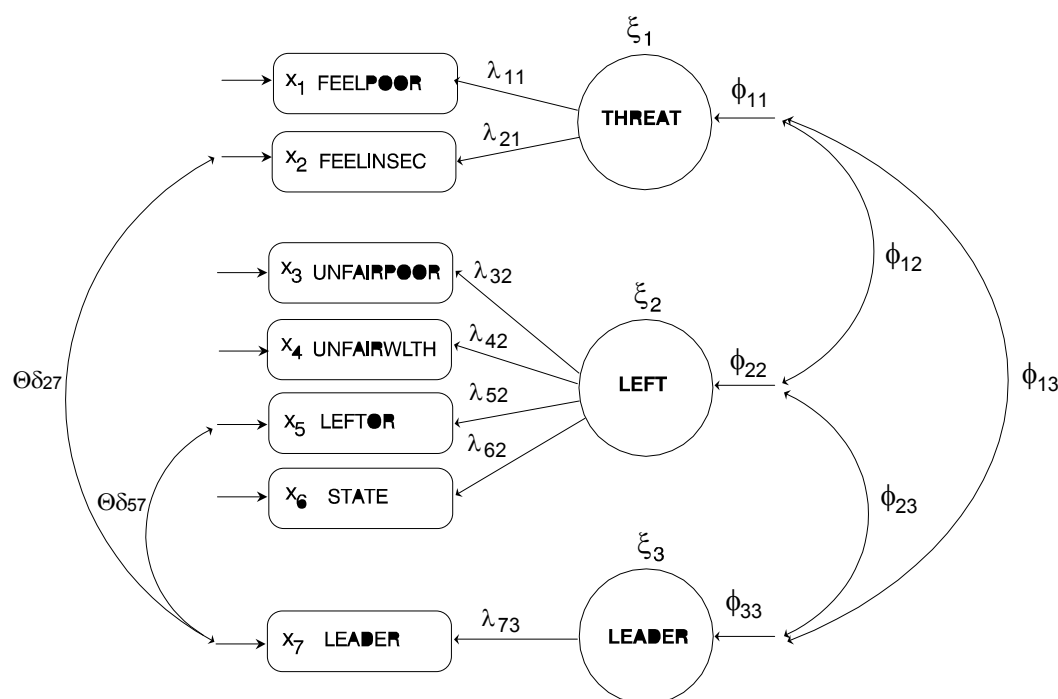 ξ1
x1 FEELPOOR
λ11
THREAT
ϕ11
λ21
x2 FEELINSEC
x3 UNFAIRPOOR
λ32
ϕ12
ξ2
x4 UNFAIRWLTH
λ42
LEFT
ϕ22
Θδ27
ϕ13
x5 LEFTOR
λ52
λ62
x6 STATE
Θδ57
ϕ23
ξ3
x7 LEADER
λ73
LEADER
ϕ33